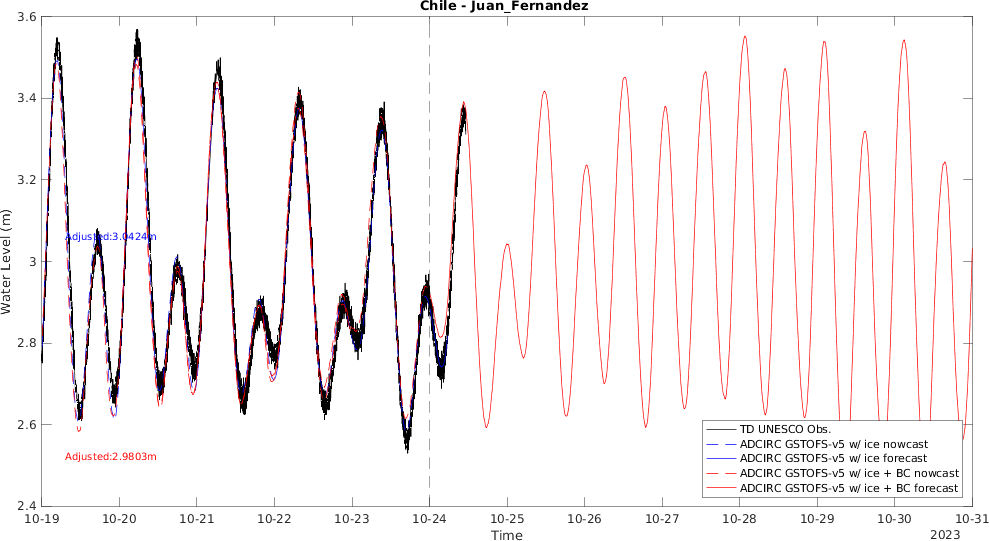 Chile - Juan_Fernandez
3.6
3.4
3.2
3
2.8
2.6
2.4
Water Level (m)
Adjusted:3.0424m
Adjusted:2.9803m
TD UNESCO Obs.
ADCIRC GSTOFS-v5 w/ ice nowcast
ADCIRC GSTOFS-v5 w/ ice forecast
ADCIRC GSTOFS-v5 w/ ice + BC nowcast
ADCIRC GSTOFS-v5 w/ ice + BC forecast
10-19 10-20 10-21 10-22 10-23 10-24 10-25 10-26 10-27 10-28 10-29 10-30 10-31
Time
2023